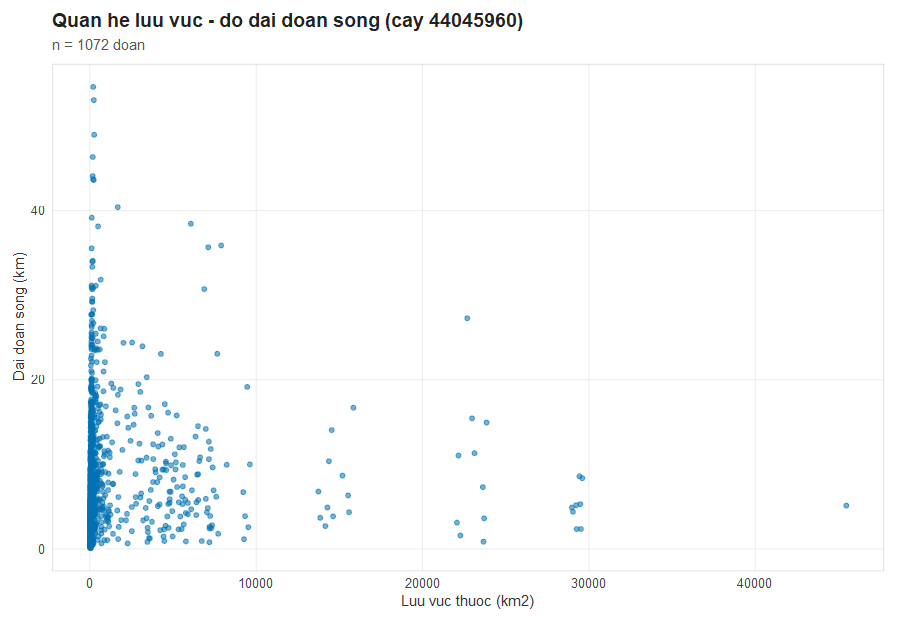 Quan he luu vuc - do dai doan song (cay 44045960)
n = 1072 doan
Dai doan song (km)
40
20
0
0
10000
20000
30000
40000
Luu vuc thuoc (km2)